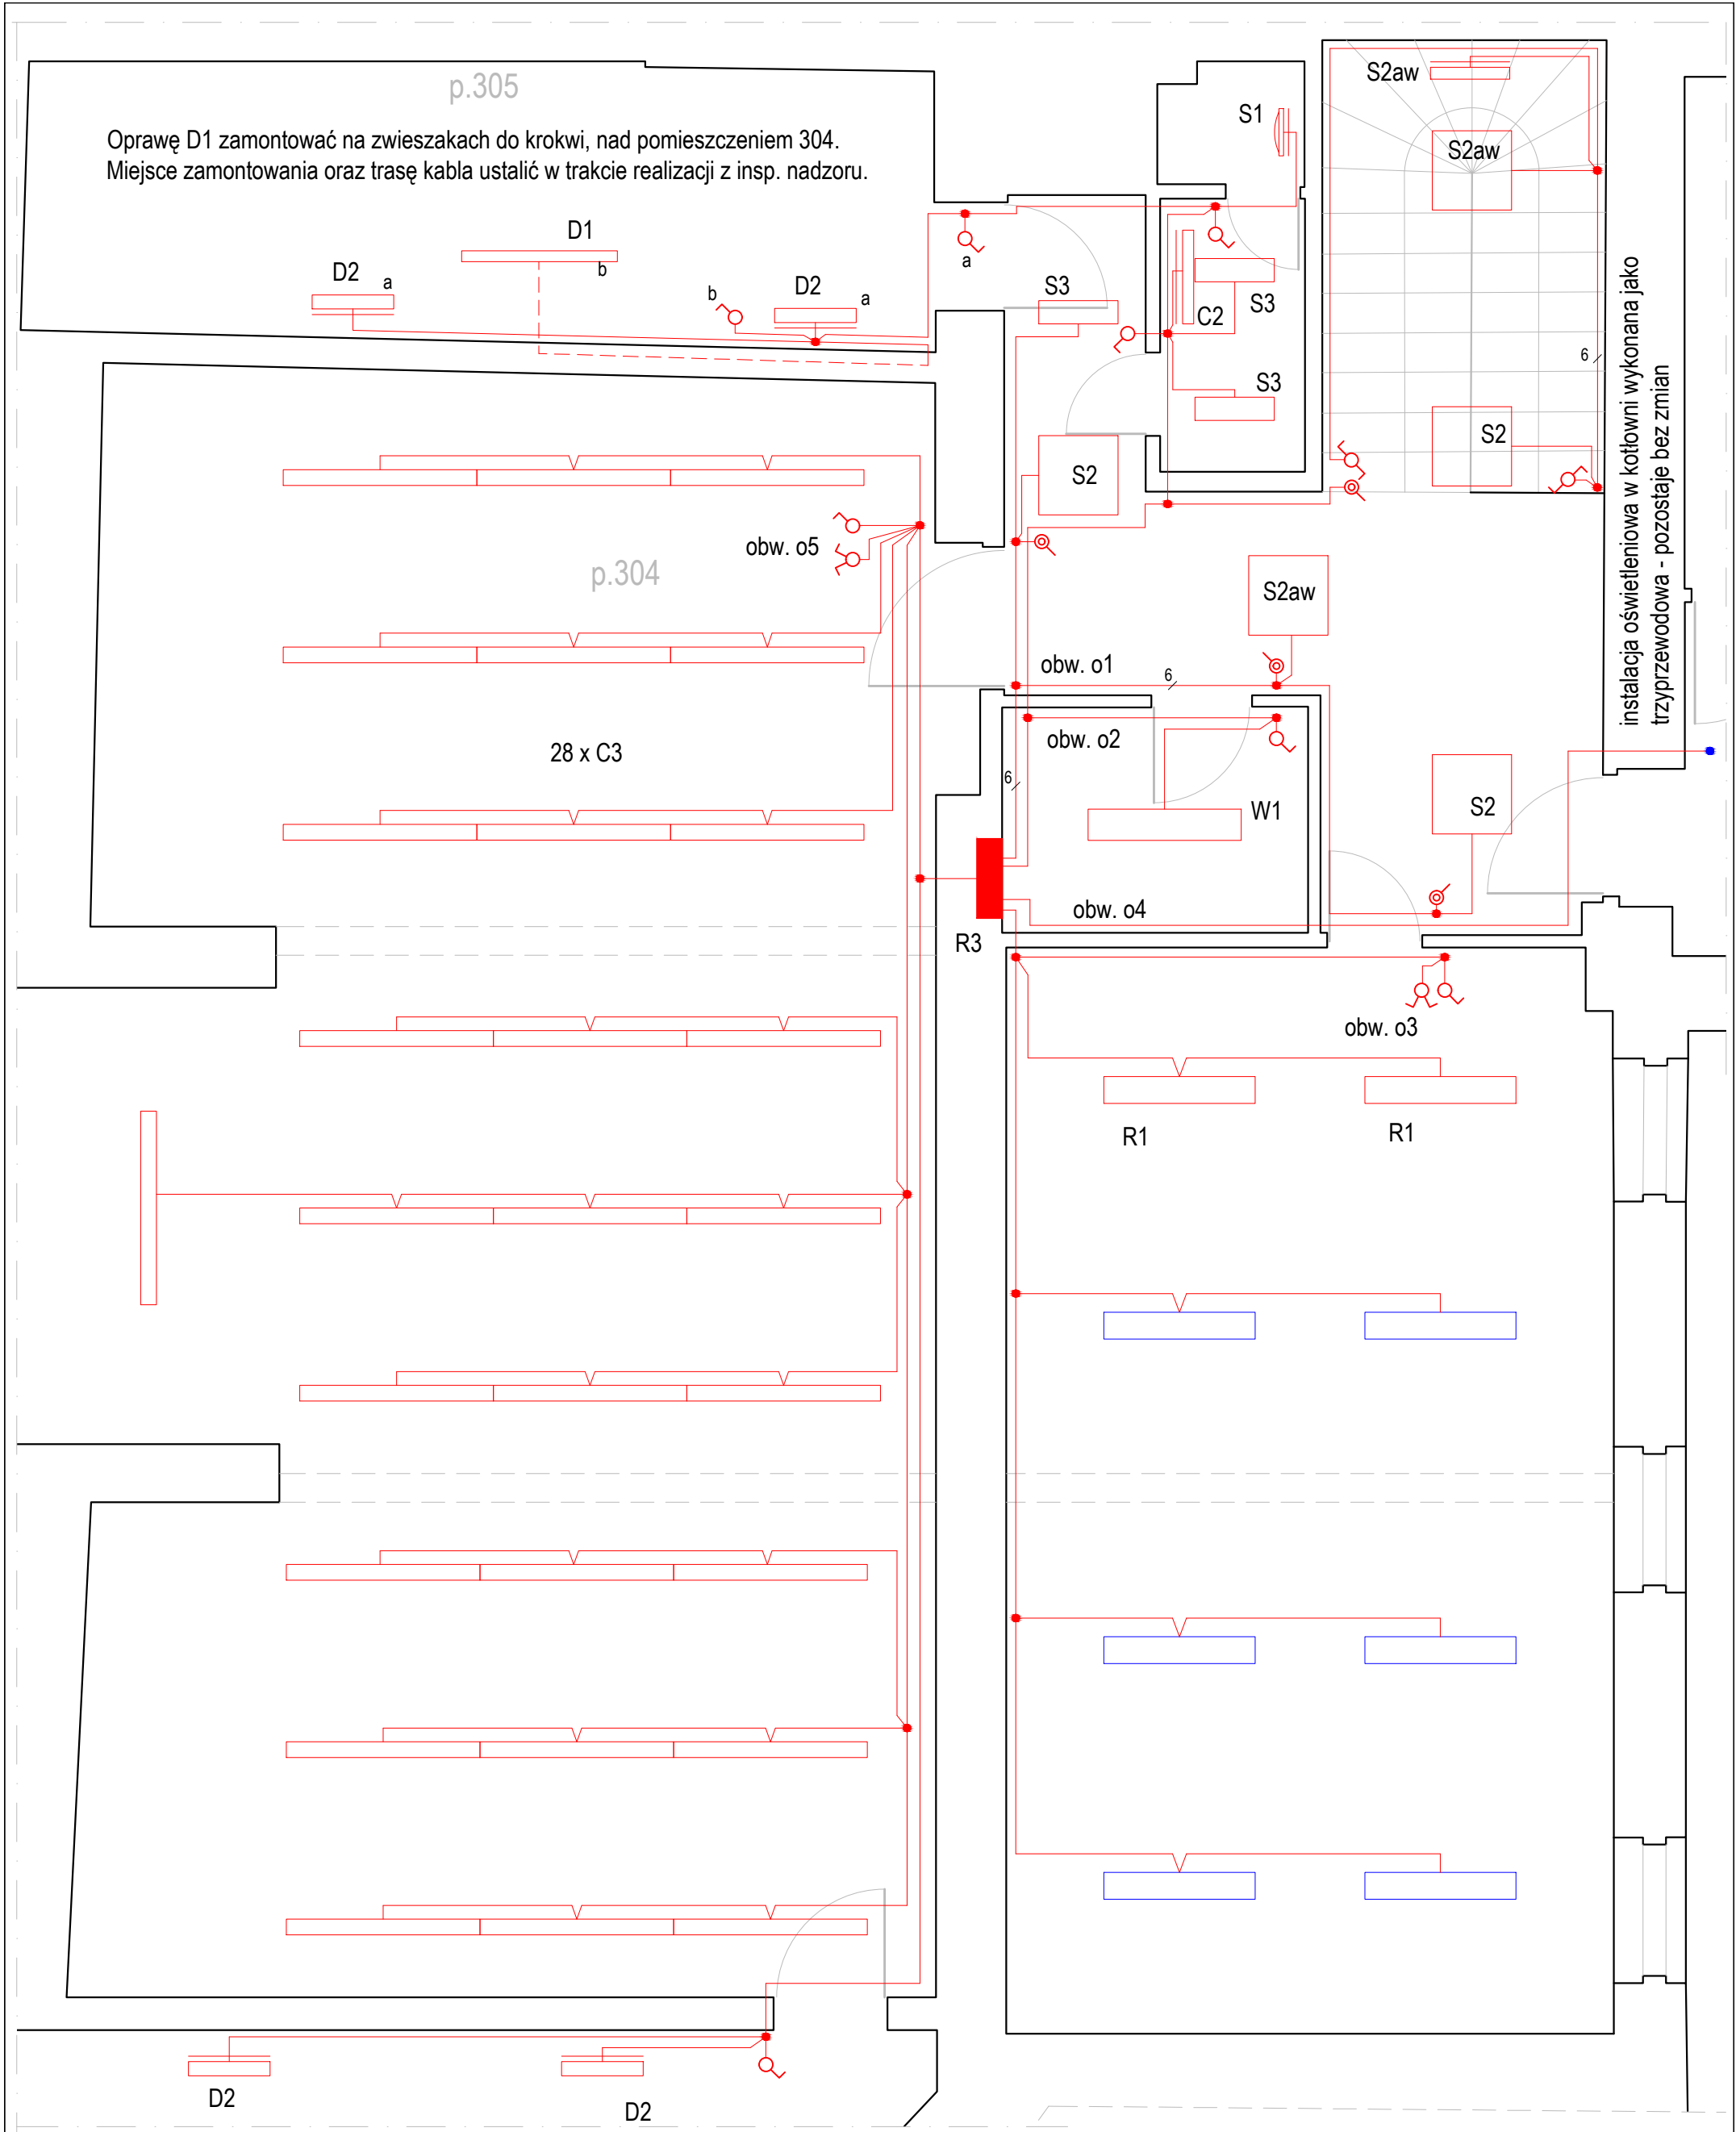 p.305
Oprawę D1 zamontować na zwieszakach do krokwi, nad pomieszczeniem 304.
Miejsce zamontowania oraz trasę kabla ustalić w trakcie realizacji z insp. nadzoru.
D1
b
D2
a
b
D2
a
a
S1
S2aw
S2aw
S3
C2
S3
S3
S2
S2
6
instalacja oświetleniowa w kotłowni wykonana jako
trzyprzewodowa - pozostaje bez zmian
obw. o5
p.304
S2aw
obw. o1
6
obw. o2
28 x C3
6
W1
S2
obw. o4
R3
obw. o3
R1
R1
D2
D2